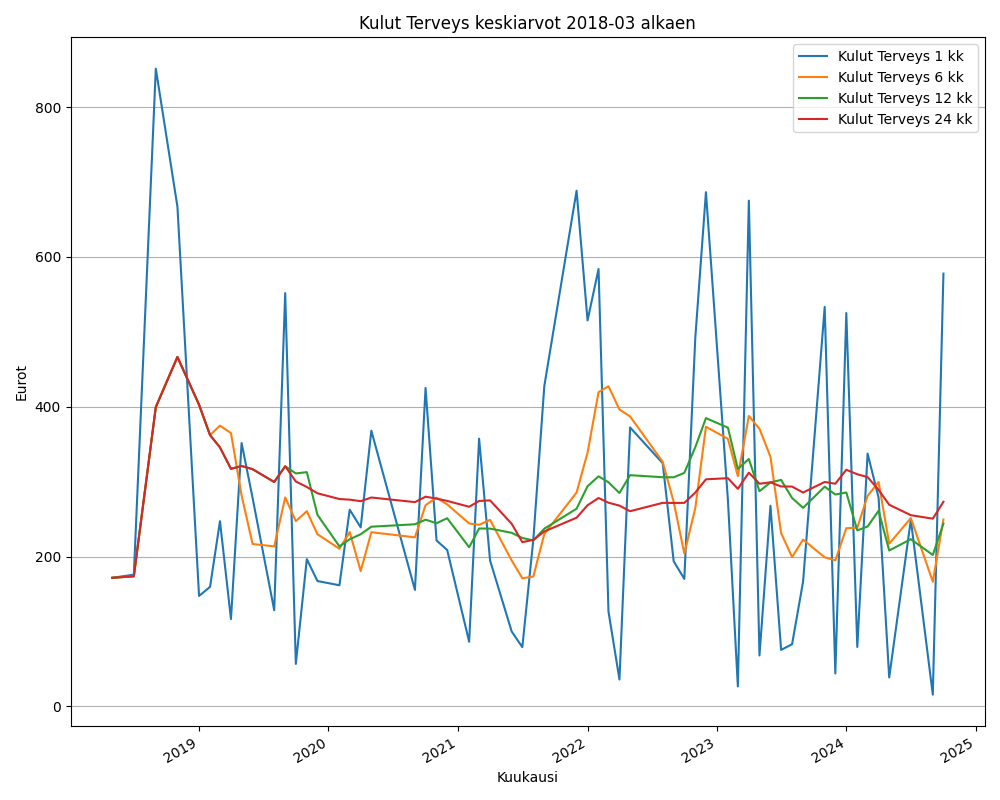 Kulut Terveys keskiarvot 2018-03 alkaen
Kulut Terveys 1 kk
Kulut Terveys 6 kk
Kulut Terveys 12 kk
Kulut Terveys 24 kk
Eurot
800
600
400
200
0
2019
2020
2021
2022
2023
2024
2025
Kuukausi